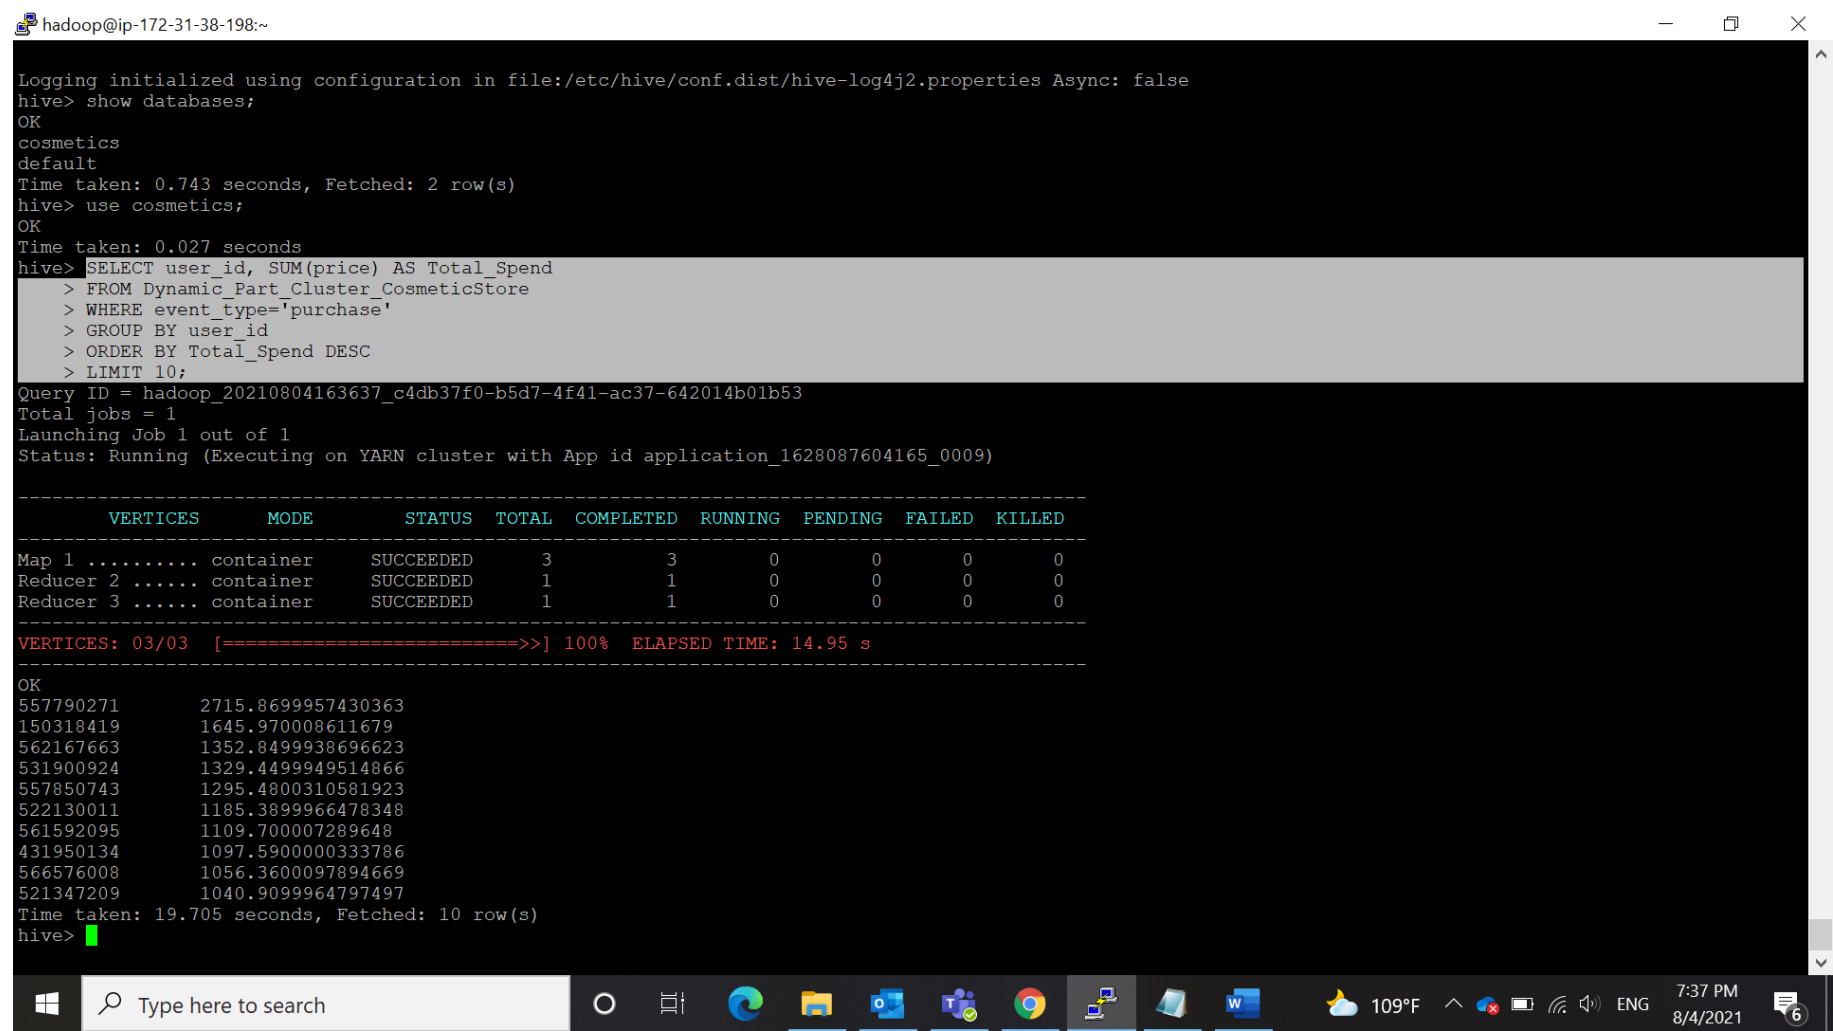 hadoop@ip-172-31-38-198:~
Logging initialized using configuration in file:/etc/hive/conf.dist/hive-log4j2.properties Async: false
hive> show databases;
OK
cosmetics
default
Time taken: 0.743 seconds, Fetched: 2 row(s)
hive> use cosmetics;
OK
Time taken: 0.027 seconds
hive> SELECT user_id, SUM(price) AS Total_Spend
    > FROM Dynamic_Part_Cluster_CosmeticStore
    > WHERE event_type='purchase'
    > GROUP BY user_id
    > ORDER BY Total_Spend DESC
    > LIMIT 10;
Query ID = hadoop_20210804163637_c4db37f0-b5d7-4f41-ac37-642014b01b53
Total jobs = 1
Launching Job 1 out of 1
Status: Running (Executing on YARN cluster with App id application_1628087604165_0009)
----------------------------------------------------------------------------------------------
        VERTICES      MODE        STATUS  TOTAL  COMPLETED  RUNNING  PENDING  FAILED  KILLED
----------------------------------------------------------------------------------------------
Map 1 .......... container     SUCCEEDED      3          3        0        0       0       0
Reducer 2 ...... container     SUCCEEDED      1          1        0        0       0       0
Reducer 3 ...... container     SUCCEEDED      1          1        0        0       0       0
----------------------------------------------------------------------------------------------
VERTICES: 03/03  [==========================>>] 100%  ELAPSED TIME: 14.95 s
----------------------------------------------------------------------------------------------
OK
557790271       2715.8699957430363
150318419       1645.970008611679
562167663       1352.8499938696623
531900924       1329.4499949514866
557850743       1295.4800310581923
522130011       1185.3899966478348
561592095       1109.700007289648
431950134       1097.5900000333786
566576008       1056.3600097894669
521347209       1040.9099964797497
Time taken: 19.705 seconds, Fetched: 10 row(s)
hive>
Type here to search
109°F
ENG
7:37 PM
8/4/2021
6